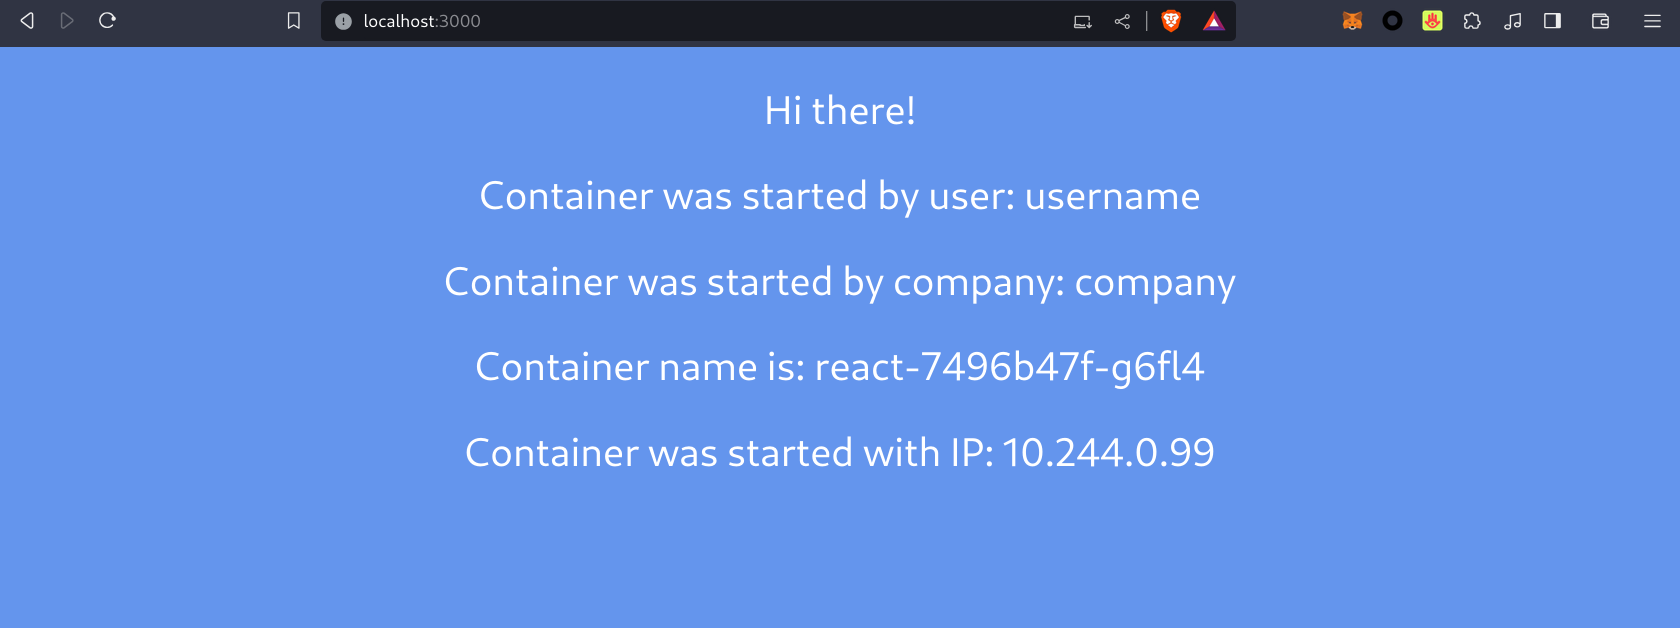 localhost:3000
Hi there!
Container was started by user: username
Container was started by company: company
Container name is: react-7496b47f-g6fl4
Container was started with IP: 10.244.0.99